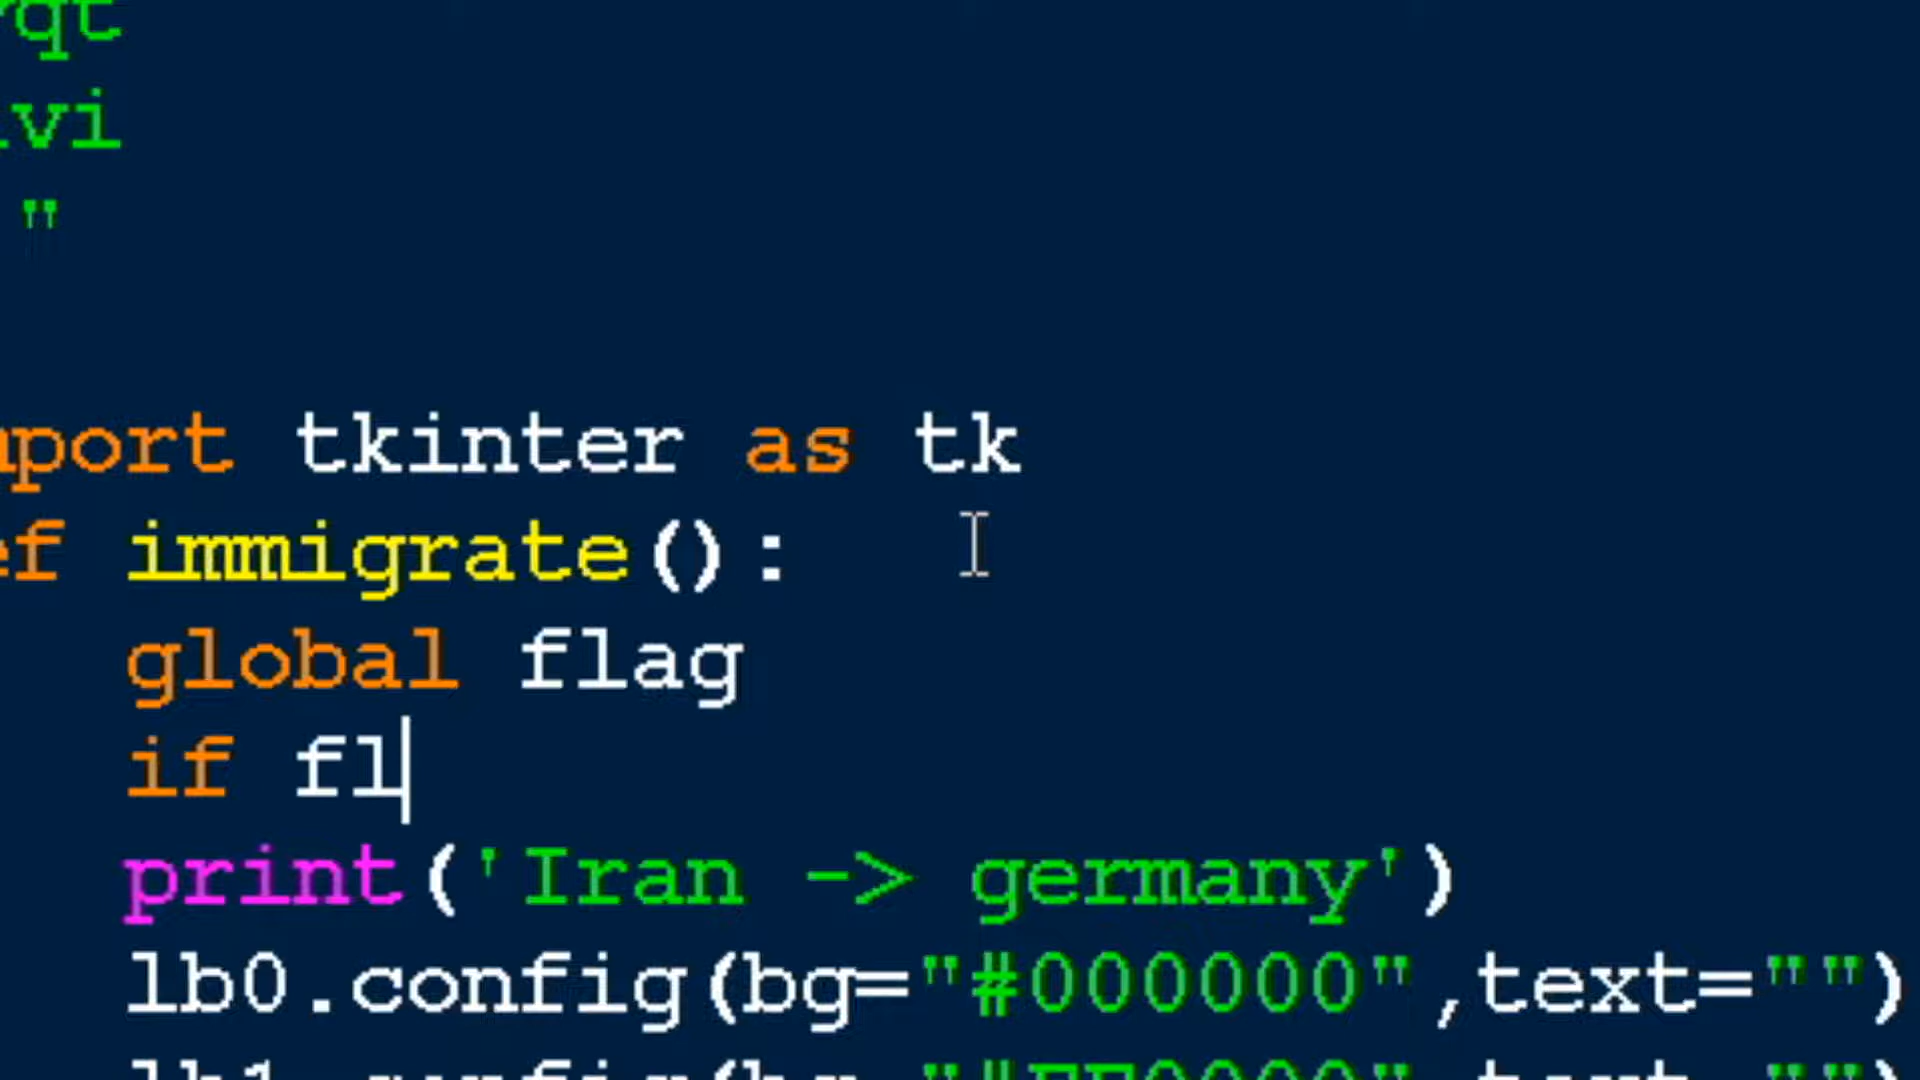 qt
vi
"
port tkinter as tk
ef immigrate():
global flag
if fl
print('Iran -> germany')
lb0.config(bg="#000000",text="")